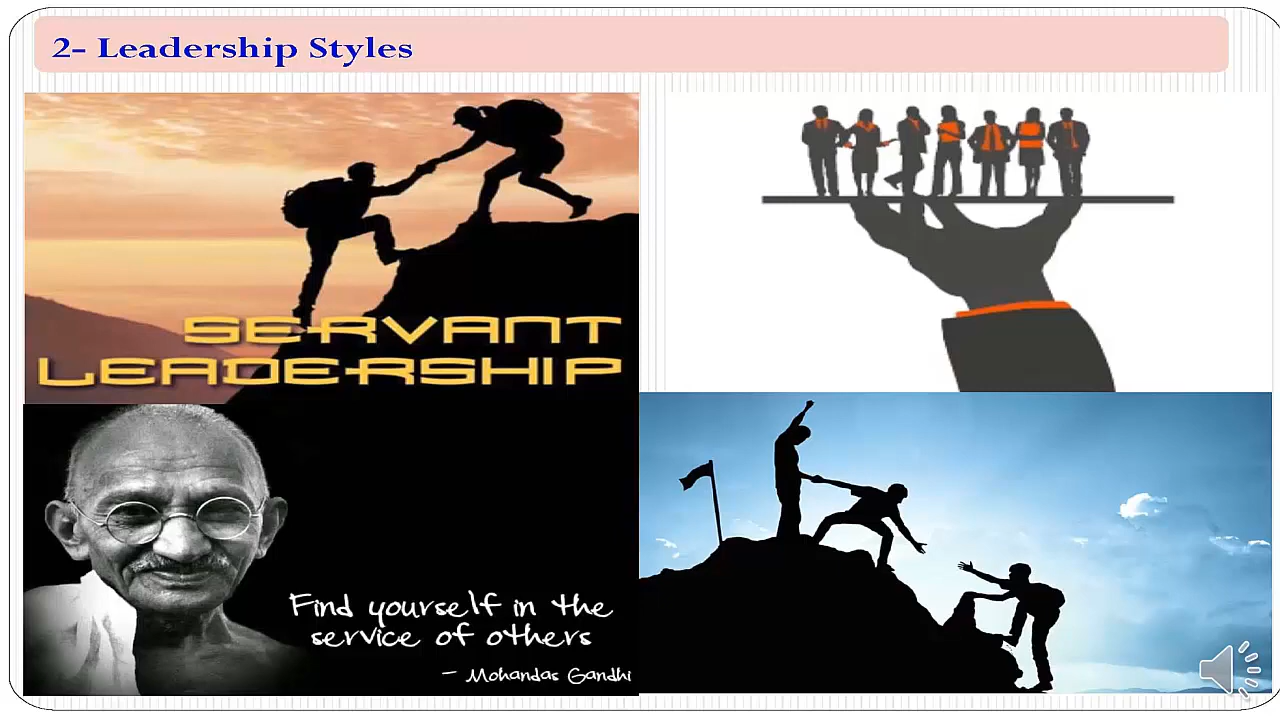 2- Leadership Styles
SERVANT
LEADERSHIP
Find yourself in the
service of others
– Mohandas Gandhi